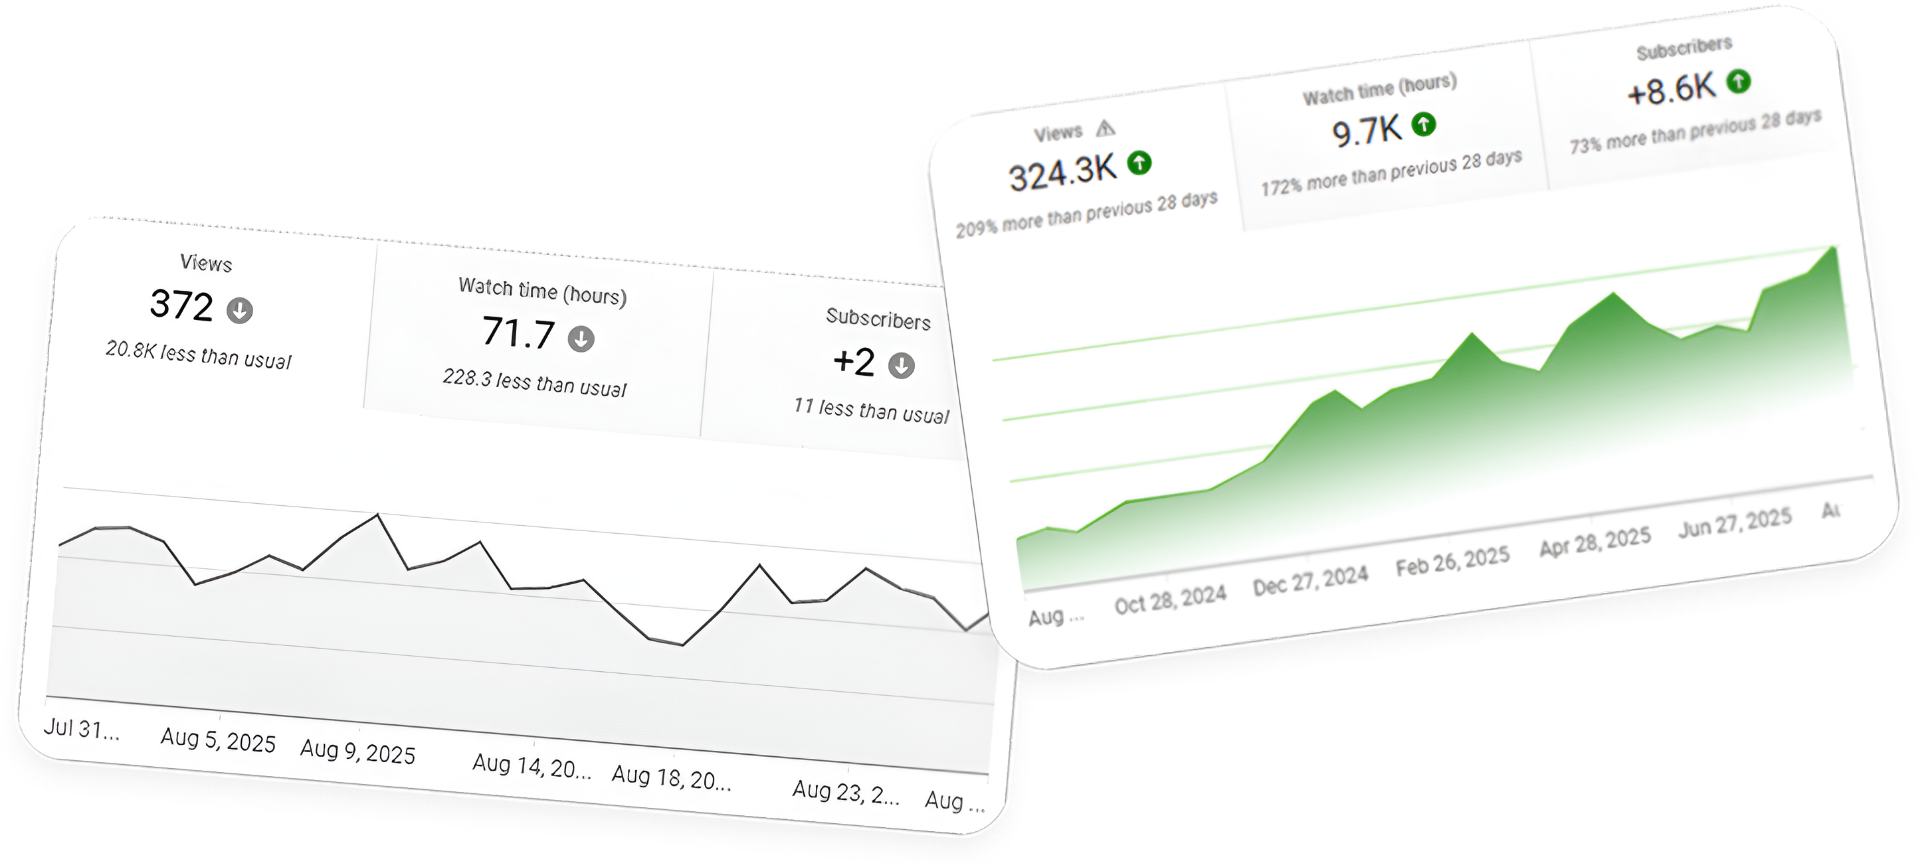 Views
372
20.8K less than usual
Watch time (hours)
71.7
228.3 less than usual
Subscribers
+2
11 less than usual
Jul 31...
Aug 5, 2025
Aug 9, 2025
Aug 14, 20...
Aug 18, 20...
Aug 23, 2...
Aug ...
Views
324.3K
209% more than previous 28 days
Watch time (hours)
9.7K
172% more than previous 28 days
Subscribers
+8.6K
73% more than previous 28 days
Aug ...
Oct 28, 2024
Dec 27, 2024
Feb 26, 2025
Apr 28, 2025
Jun 27, 2025